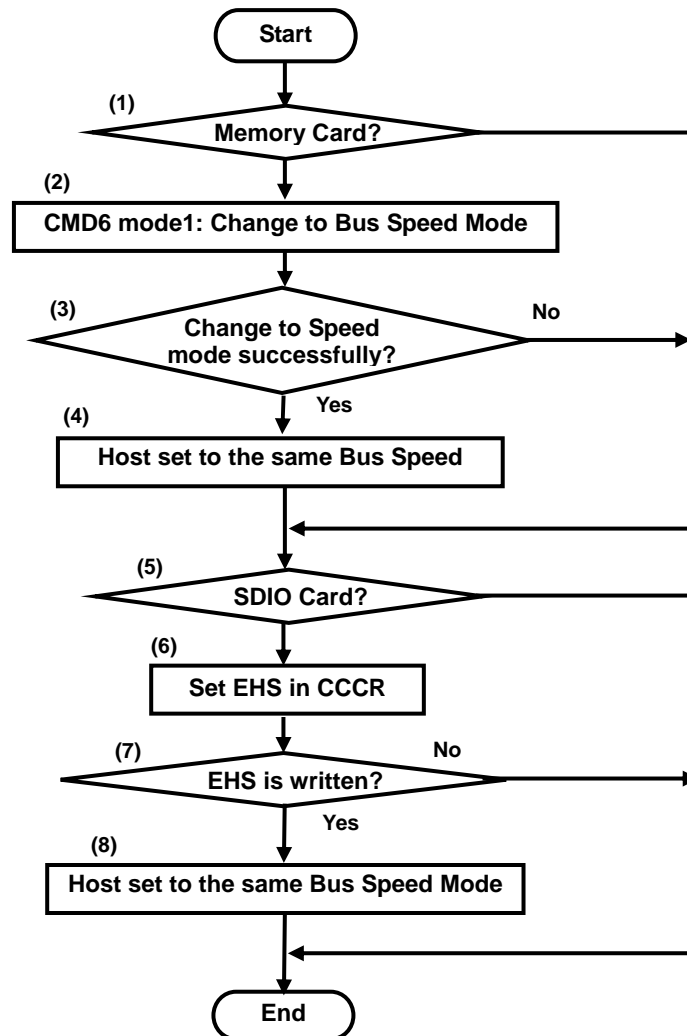 Start
(1)
Memory Card?
(2)
CMD6 mode1: Change to Bus Speed Mode
(3)
Change to Speed
mode successfully?
No
Yes
(4)
Host set to the same Bus Speed
(5)
SDIO Card?
(6)
Set EHS in CCCR
(7)
EHS is written?
No
Yes
(8)
Host set to the same Bus Speed Mode
End